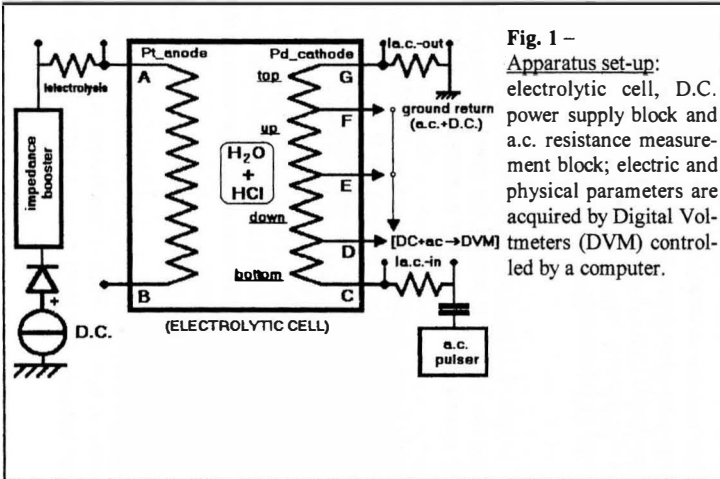 Fig. 1 –
Apparatus set-up:
electrolytic cell, D.C.
power supply block and
a.c. resistance measure-
ment block; electric and
physical parameters are
acquired by Digital Vol-
tmeters (DVM) control-
led by a computer.
Pt_anode
Pd_cathode
Ia.c.-out
Ielectrolysis
A
top
G
F
ground return
(a.c.+D.C.)
up
H2O
+
HCl
impedance
booster
E
down
D
[DC+ac→DVM]
bottom
Ia.c.-in
B
C
+
D.C.
(ELECTROLYTIC CELL)
a.c.
pulser